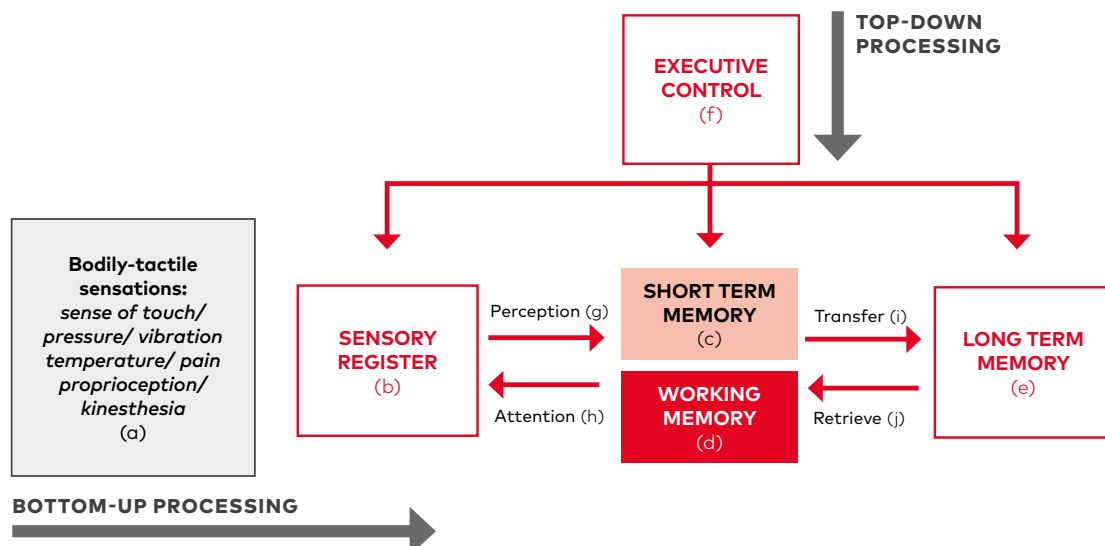 TOP-DOWN
PROCESSING
EXECUTIVE
CONTROL
(f)
Bodily-tactile
sensations:
sense of touch/
pressure/ vibration
temperature/ pain
proprioception/
kinesthesia
(a)
SENSORY
REGISTER
(b)
Perception (g)
Attention (h)
SHORT TERM
MEMORY
(c)
WORKING
MEMORY
(d)
Transfer (i)
Retrieve (j)
LONG TERM
MEMORY
(e)
BOTTOM-UP PROCESSING